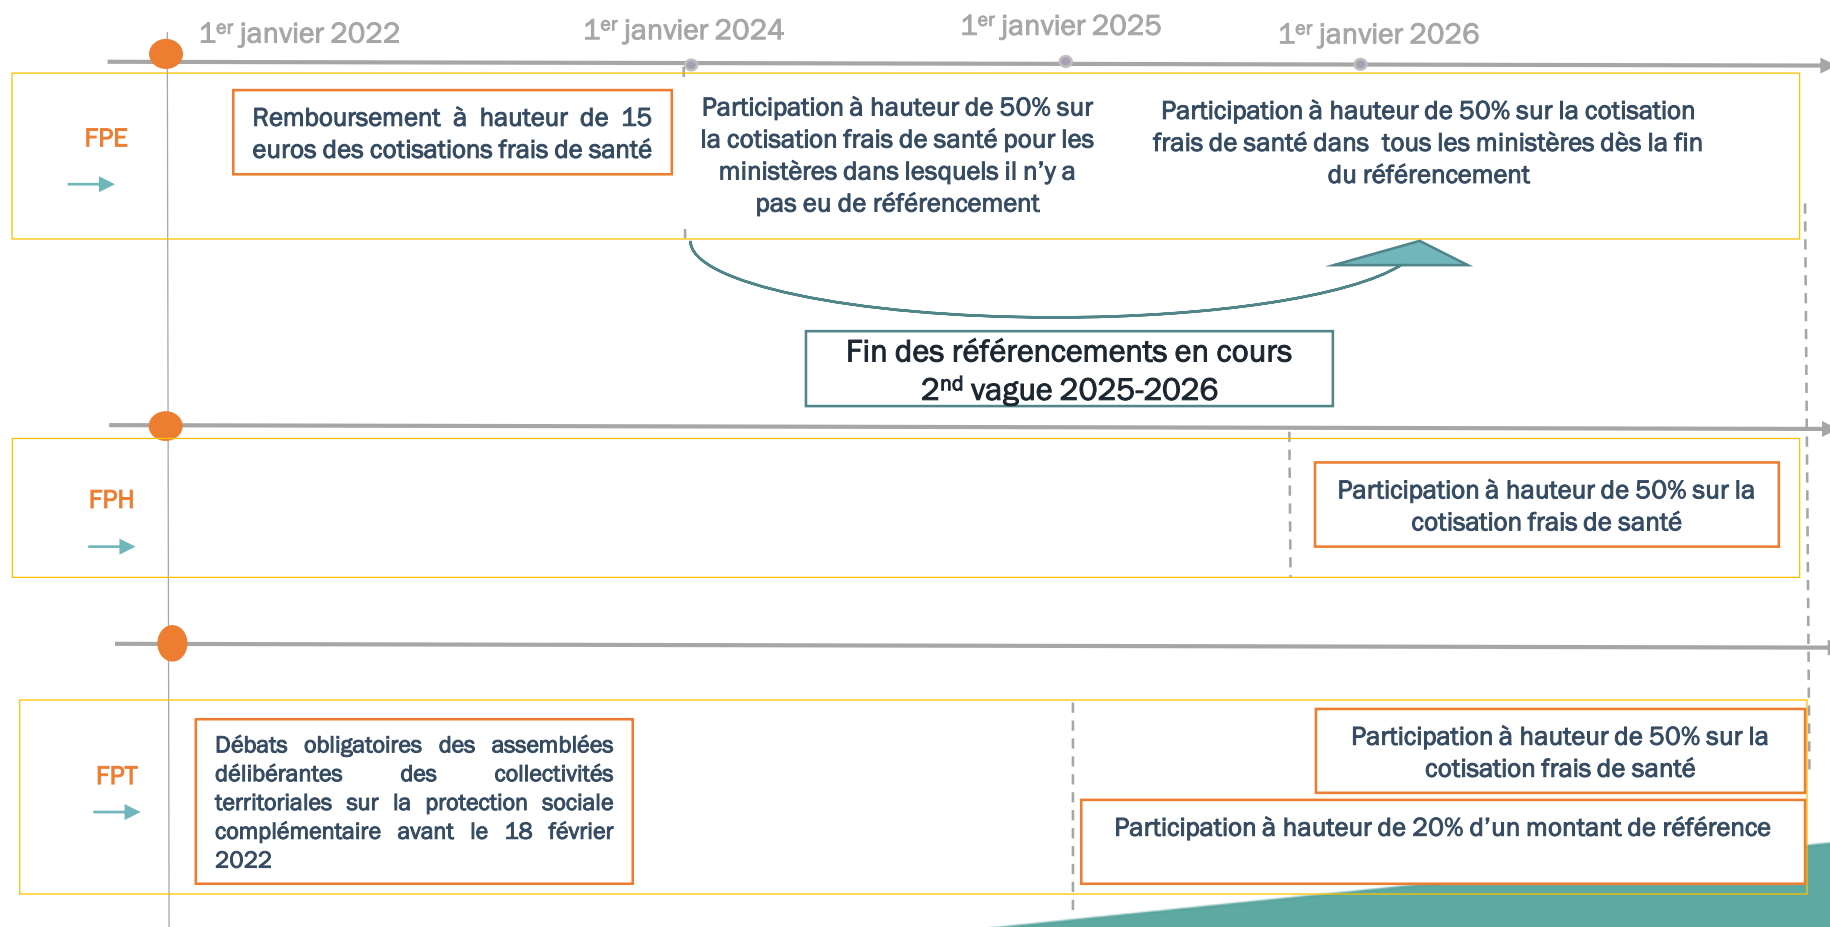 1er janvier 2022
1er janvier 2024
1er janvier 2025
1er janvier 2026
FPE
Remboursement à hauteur de 15
euros des cotisations frais de santé
Participation à hauteur de 50% sur
la cotisation frais de santé pour les
ministères dans lesquels il n’y a
pas eu de référencement
Participation à hauteur de 50% sur la cotisation
frais de santé dans tous les ministères dès la fin
du référencement
Fin des référencements en cours
2nd vague 2025-2026
FPH
Participation à hauteur de 50% sur la
cotisation frais de santé
FPT
Débats obligatoires des assemblées
délibérantes des collectivités
territoriales sur la protection sociale
complémentaire avant le 18 février
2022
Participation à hauteur de 50% sur la
cotisation frais de santé
Participation à hauteur de 20% d’un montant de référence